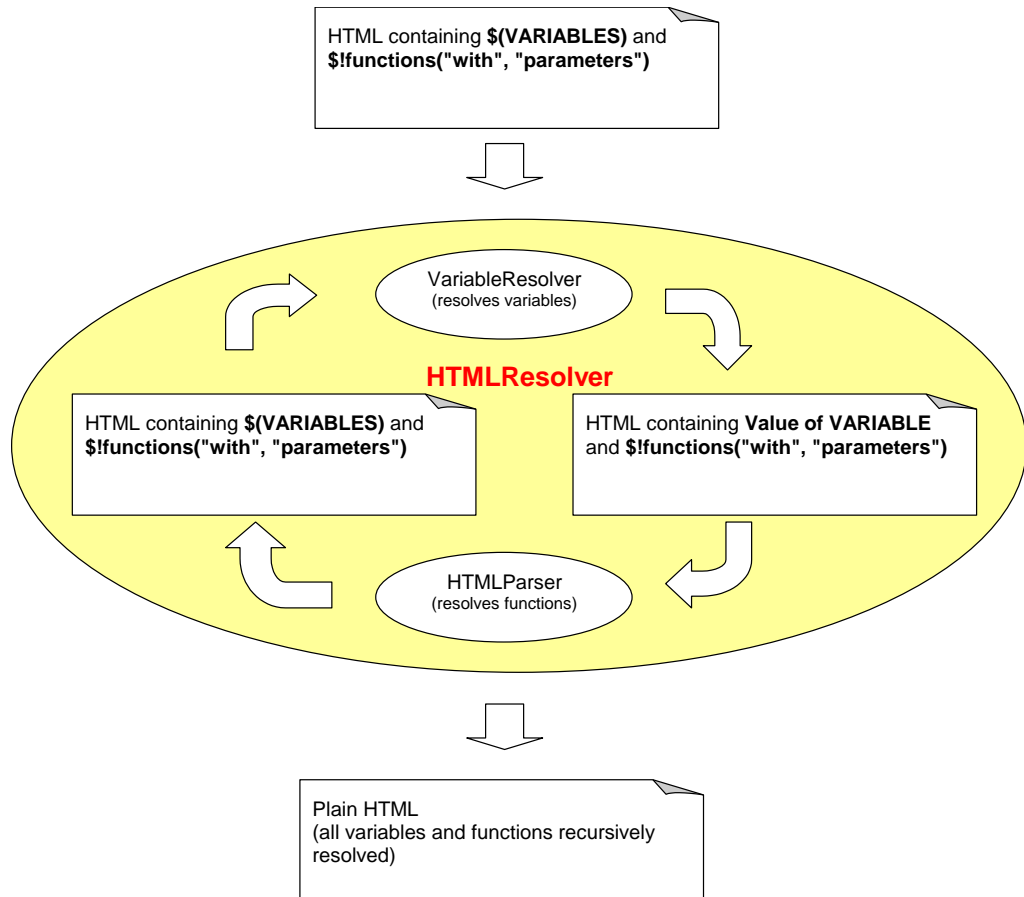 HTML containing $(VARIABLES) and
$!functions("with", "parameters")
VariableResolver
(resolves variables)
HTMLResolver
HTML containing $(VARIABLES) and
$!functions("with", "parameters")
HTML containing Value of VARIABLE
and $!functions("with", "parameters")
HTMLParser
(resolves functions)
Plain HTML
(all variables and functions recursively
resolved)